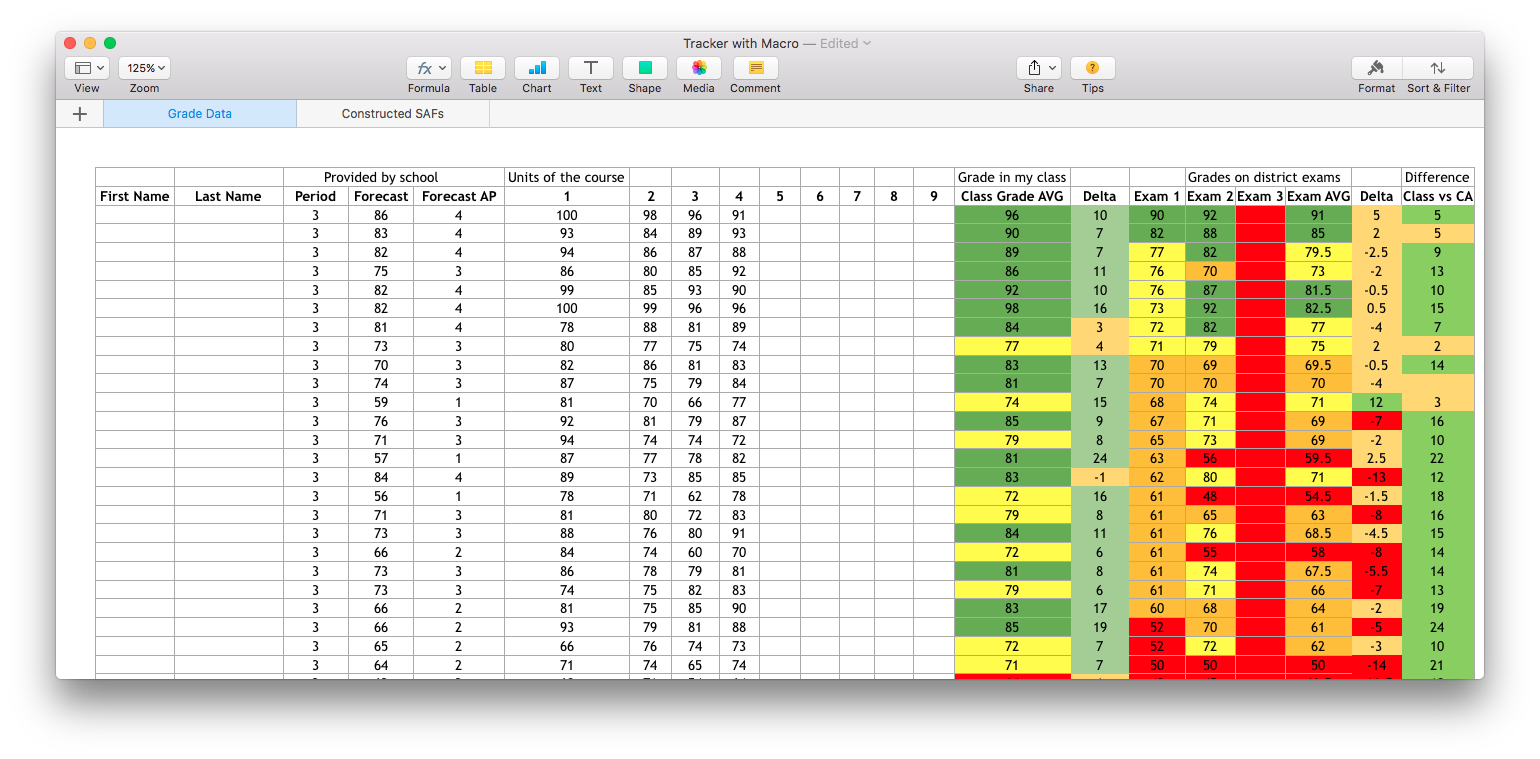 Tracker with Macro — Edited
125%
View Zoom Formula Table Chart Text Shape Media Comment Share Tips Format Sort & Filter
Grade Data Constructed SAFs
Provided by school Units of the course Grade in my class Grades on district exams Difference
First Name Last Name Period Forecast Forecast AP 1 2 3 4 5 6 7 8 9 Class Grade AVG Delta Exam 1 Exam 2 Exam 3 Exam AVG Delta Class vs CA
3 86 4 100 98 96 91 96 10 90 92 91 5 5
3 83 4 93 84 89 93 90 7 82 88 85 2 5
3 82 4 94 86 87 88 89 7 77 82 79.5 -2.5 9
3 75 3 86 80 85 92 86 11 76 70 73 -2 13
3 82 4 99 85 93 90 92 10 76 87 81.5 -0.5 10
3 82 4 100 99 96 96 98 16 73 92 82.5 0.5 15
3 81 4 78 88 81 89 84 3 72 82 77 -4 7
3 73 3 80 77 75 74 77 4 71 79 75 2 2
3 70 3 82 86 81 83 83 13 70 69 69.5 -0.5 14
3 74 3 87 75 79 84 81 7 70 70 70 -4
3 59 1 81 70 66 77 74 15 68 74 71 12 3
3 76 3 92 81 79 87 85 9 67 71 69 -7 16
3 71 3 94 74 74 72 79 8 65 73 69 -2 10
3 57 1 87 77 78 82 81 24 63 56 59.5 2.5 22
3 84 4 89 73 85 85 83 -1 62 80 71 -13 12
3 56 1 78 71 62 78 72 16 61 48 54.5 -1.5 18
3 71 3 81 80 72 83 79 8 61 65 63 -8 16
3 73 3 88 76 80 91 84 11 61 76 68.5 -4.5 15
3 66 2 84 74 60 70 72 6 61 55 58 -8 14
3 73 3 86 78 79 81 81 8 61 74 67.5 -5.5 14
3 73 3 74 75 82 83 79 6 61 71 66 -7 13
3 66 2 81 75 85 90 83 17 60 68 64 -2 19
3 66 2 93 79 81 88 85 19 52 70 61 -5 24
3 65 2 66 76 74 73 72 7 52 72 62 -3 10
3 64 2 71 74 65 74 71 7 50 50 50 -14 21